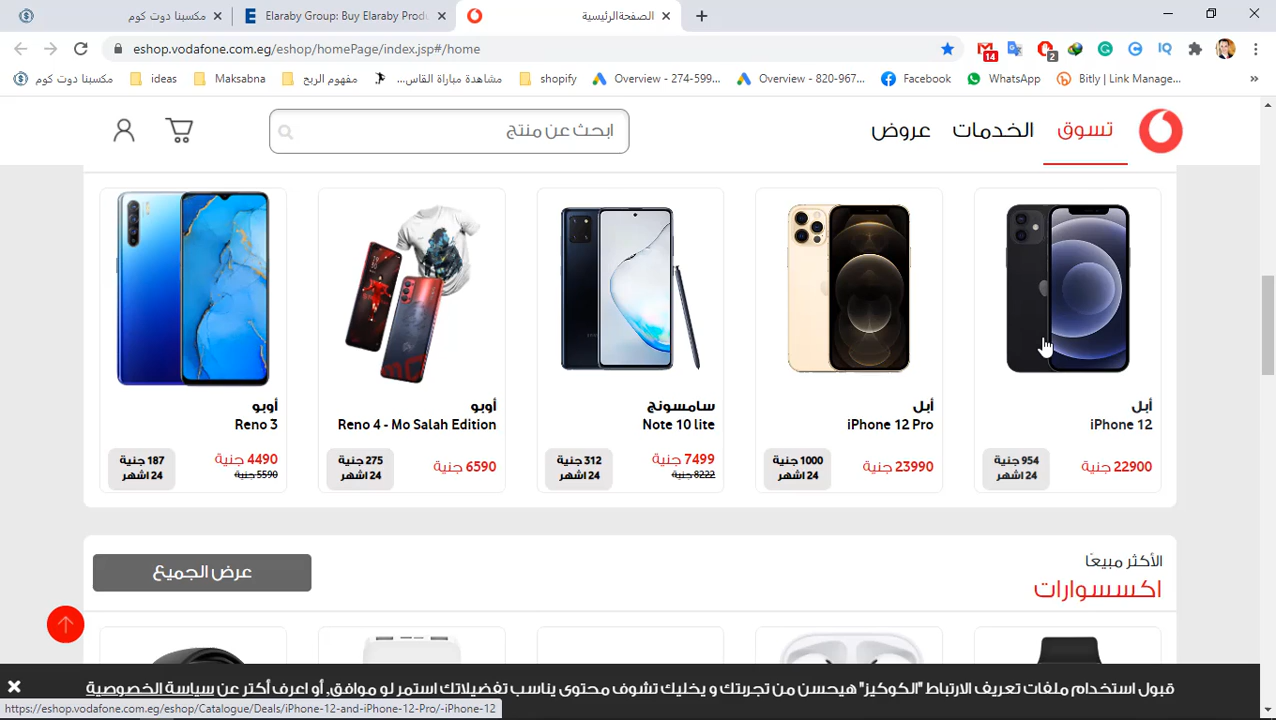 مكسبنا دوت كوم
Elaraby Group: Buy Elaraby Produ
الصفحةالرئيسية
eshop.vodafone.com.eg/eshop/homePage/index.jsp#/home
14
2
مكسبنا دوت كوم
ideas
Maksabna
مفهوم الربح
مشاهدة مباراة القاس...
shopify
Overview - 274-599...
Overview - 820-967...
Facebook
WhatsApp
Bitly | Link Manage...
تسوق
الخدمات
عروض
ابحث عن منتج
أبل
iPhone 12
22900 جنية
954 جنية
24 اشهر
أبل
iPhone 12 Pro
23990 جنية
1000 جنية
24 اشهر
سامسونج
Note 10 lite
7499 جنية
8222 جنية
312 جنية
24 اشهر
أوبو
Reno 4 - Mo Salah Edition
6590 جنية
275 جنية
24 اشهر
أوبو
Reno 3
4490 جنية
5590 جنية
187 جنية
24 اشهر
الأكثر مبيعًا
اكسسوارات
عرض الجميع
قبول استخدام ملفات تعريف الارتباط "الكوكيز" هيحسن من تجربتك و يخليك تشوف محتوى يناسب تفضيلاتك استمر لو موافق, أو اعرف أكتر عن سياسة الخصوصية
https://eshop.vodafone.com.eg/eshop/Catalogue/Deals/iPhone-12-and-iPhone-12-Pro/-iPhone-12